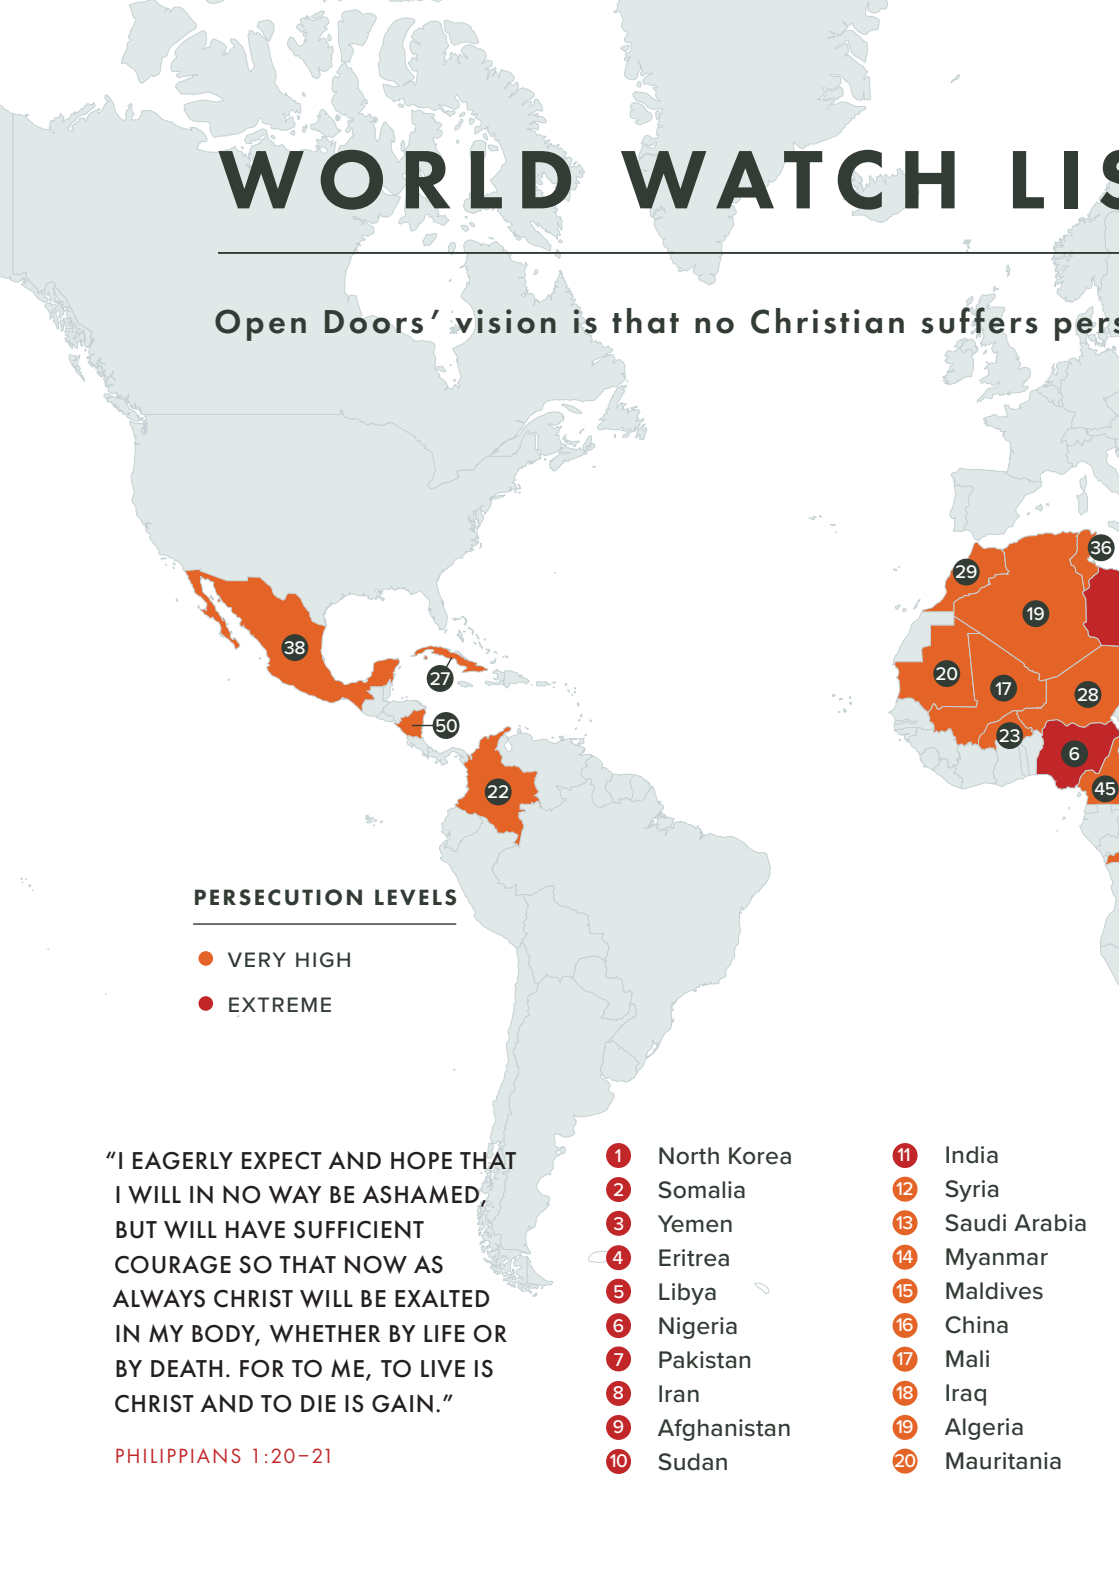 WORLD WATCH LIS
Open Doors’ vision is that no Christian suffers pers
36
29
19
38
20
27
17
28
50
23
6
45
22
PERSECUTION LEVELS
VERY HIGH
EXTREME
“I EAGERLY EXPECT AND HOPE THAT
I WILL IN NO WAY BE ASHAMED,
BUT WILL HAVE SUFFICIENT
COURAGE SO THAT NOW AS
ALWAYS CHRIST WILL BE EXALTED
IN MY BODY, WHETHER BY LIFE OR
BY DEATH. FOR TO ME, TO LIVE IS
CHRIST AND TO DIE IS GAIN.”
PHILIPPIANS 1:20–21
1 North Korea
2 Somalia
3 Yemen
4 Eritrea
5 Libya
6 Nigeria
7 Pakistan
8 Iran
9 Afghanistan
10 Sudan
11 India
12 Syria
13 Saudi Arabia
14 Myanmar
15 Maldives
16 China
17 Mali
18 Iraq
19 Algeria
20 Mauritania